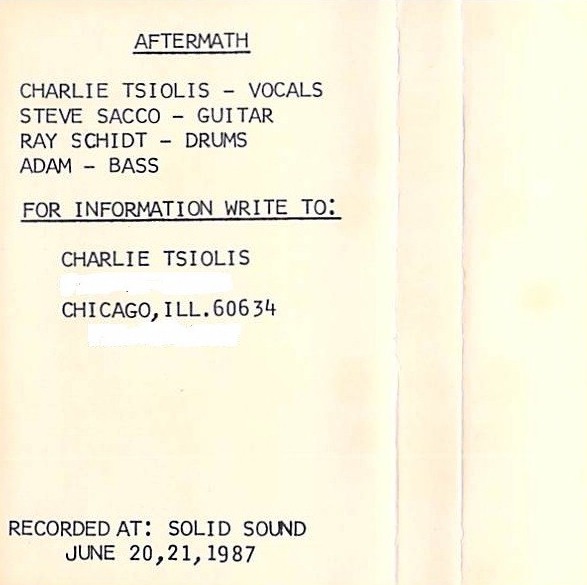 AFTERMATH
CHARLIE TSIOLIS - VOCALS
STEVE SACCO - GUITAR
RAY SCHIDT - DRUMS
ADAM - BASS
FOR INFORMATION WRITE TO:
CHARLIE TSIOLIS
CHICAGO,ILL.60634
RECORDED AT: SOLID SOUND
JUNE 20,21,1987